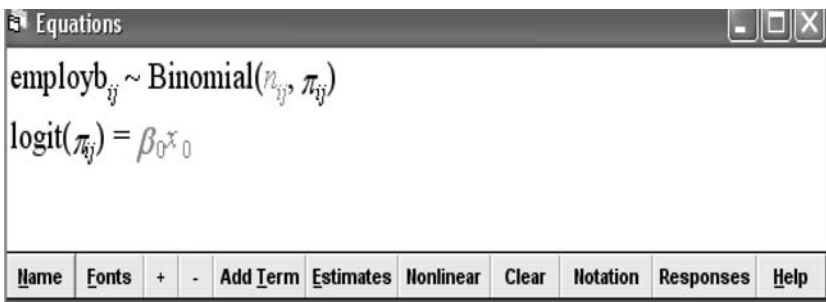 Equations
employb_ij ~ Binomial(n_ij, π_ij)
logit(π_ij) = β_0x_0
Name Fonts + - Add Term Estimates Nonlinear Clear Notation Responses Help